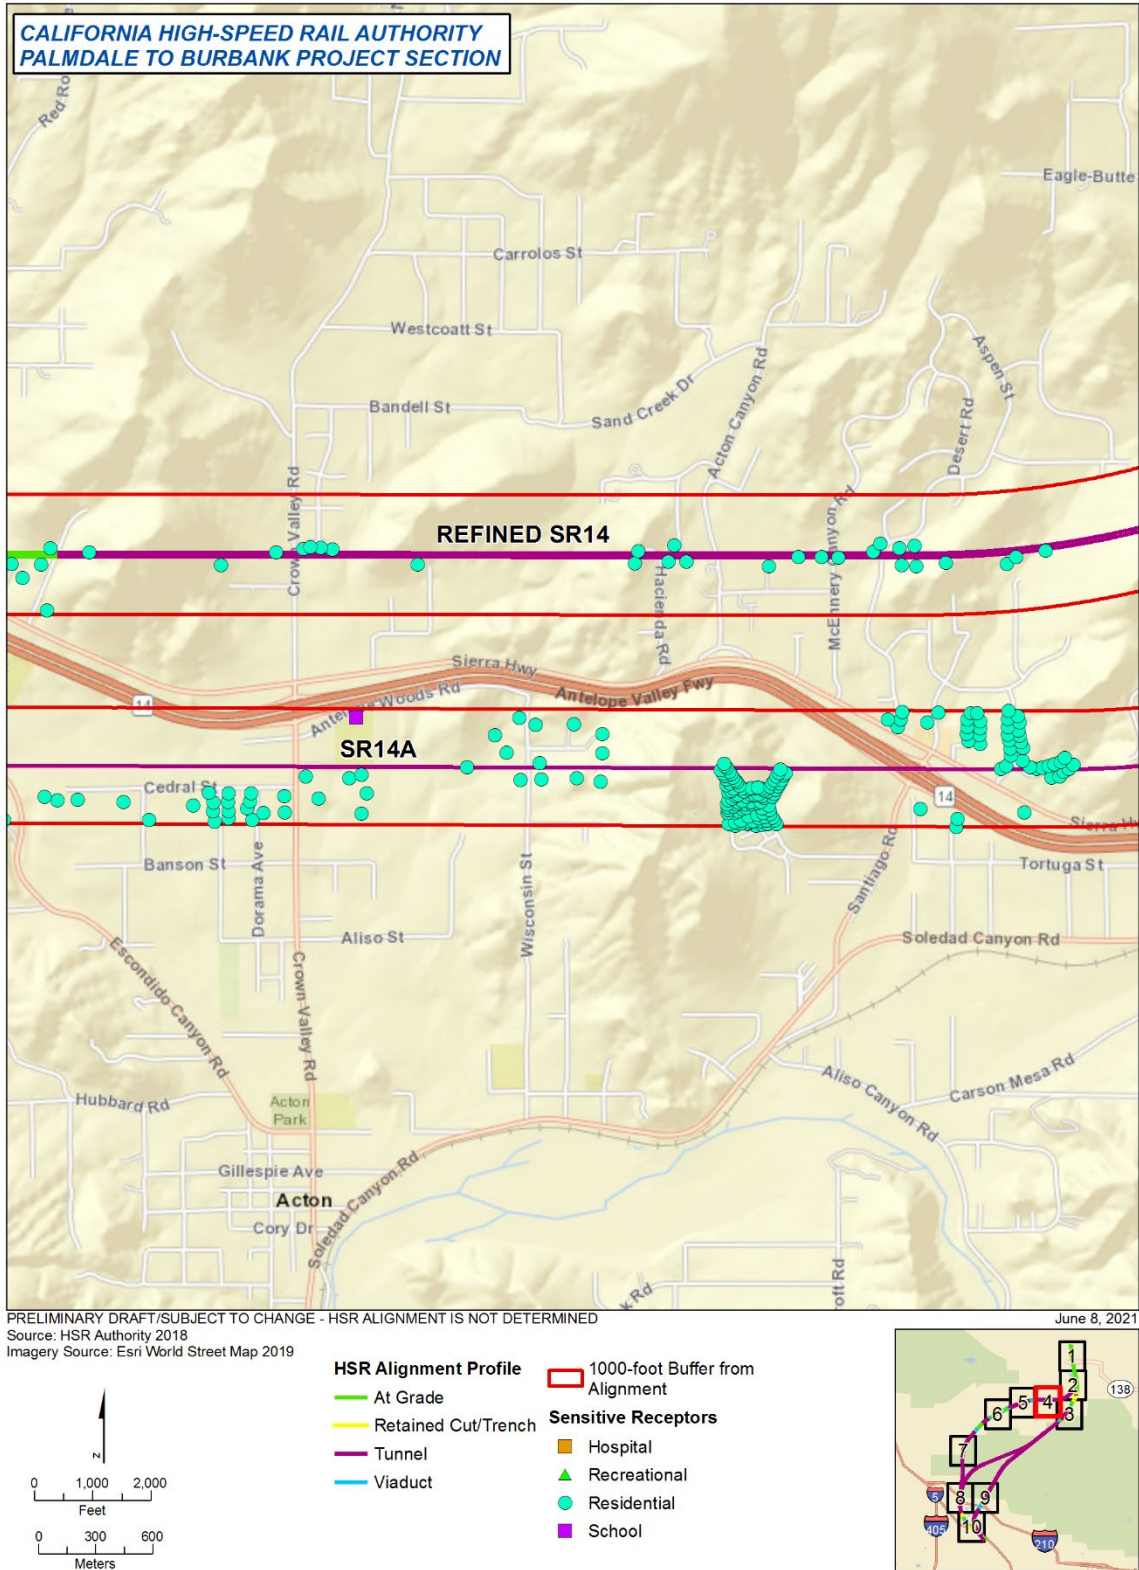 CALIFORNIA HIGH-SPEED RAIL AUTHORITY
PALMDALE TO BURBANK PROJECT SECTION
Eagle-Butte
Carrolos St
Westcoatt St
Aspen St
Bandell St
Sand Creek Dr
Acton Canyon Rd
Desert Rd
Crown Valley Rd
REFINED SR14
McEnnery Canyon Rd
Hacienda Rd
Sierra Hwy
Antelope Valley Fwy
14
Antelope Woods Rd
SR14A
Cedral St
14
Sierra Hw
Banson St
Dorama Ave
Wisconsin St
Santiago Rd
Tortuga St
Aliso St
Soledad Canyon Rd
Escondido Canyon Rd
Crown Valley Rd
Hubbard Rd
Acton
Park
Aliso Canyon Rd
Carson Mesa Rd
Gillespie Ave
Acton
Cory Dr
Soledad Canyon Rd
k Rd
roft Rd
PRELIMINARY DRAFT/SUBJECT TO CHANGE - HSR ALIGNMENT IS NOT DETERMINED
June 8, 2021
Source: HSR Authority 2018
Imagery Source: Esri World Street Map 2019
z
0 1,000 2,000
Feet
0 300 600
Meters
HSR Alignment Profile
At Grade
Retained Cut/Trench
Tunnel
Viaduct
1000-foot Buffer from
Alignment
Sensitive Receptors
Hospital
Recreational
Residential
School
1
2
138
3
4
5
6
7
8
9
5
10
405
210